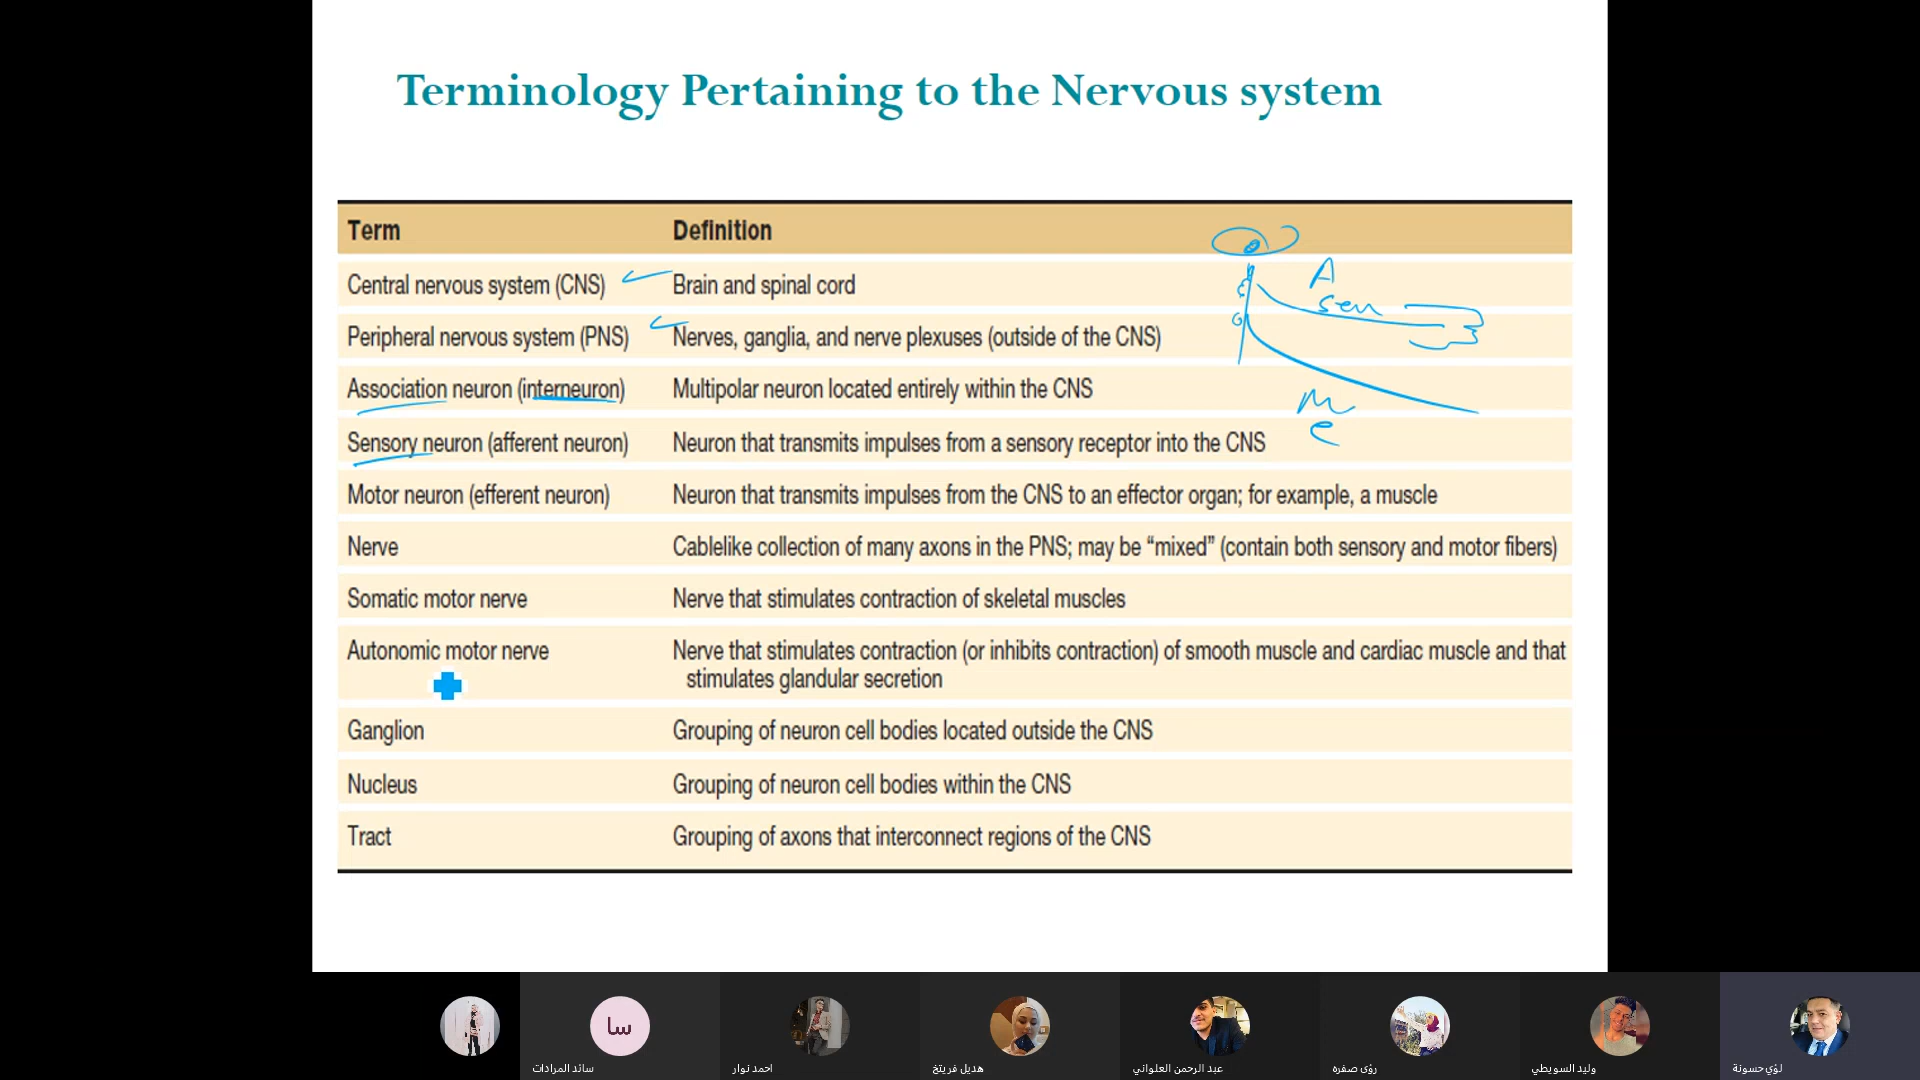 Terminology Pertaining to the Nervous system
Term Definition
Central nervous system (CNS) Brain and spinal cord
Peripheral nervous system (PNS) Nerves, ganglia, and nerve plexuses (outside of the CNS)
Association neuron (interneuron) Multipolar neuron located entirely within the CNS
Sensory neuron (afferent neuron) Neuron that transmits impulses from a sensory receptor into the CNS
Motor neuron (efferent neuron) Neuron that transmits impulses from the CNS to an effector organ; for example, a muscle
Nerve Cablelike collection of many axons in the PNS; may be “mixed” (contain both sensory and motor fibers)
Somatic motor nerve Nerve that stimulates contraction of skeletal muscles
Autonomic motor nerve Nerve that stimulates contraction (or inhibits contraction) of smooth muscle and cardiac muscle and that
stimulates glandular secretion
Ganglion Grouping of neuron cell bodies located outside the CNS
Nucleus Grouping of neuron cell bodies within the CNS
Tract Grouping of axons that interconnect regions of the CNS
A
sen
M
e
سا
سائد المرادات
احمد نوار
هديل فريتخ
عبد الرحمن العلواني
رؤى صفره
وليد السويطي
لؤي حسونة